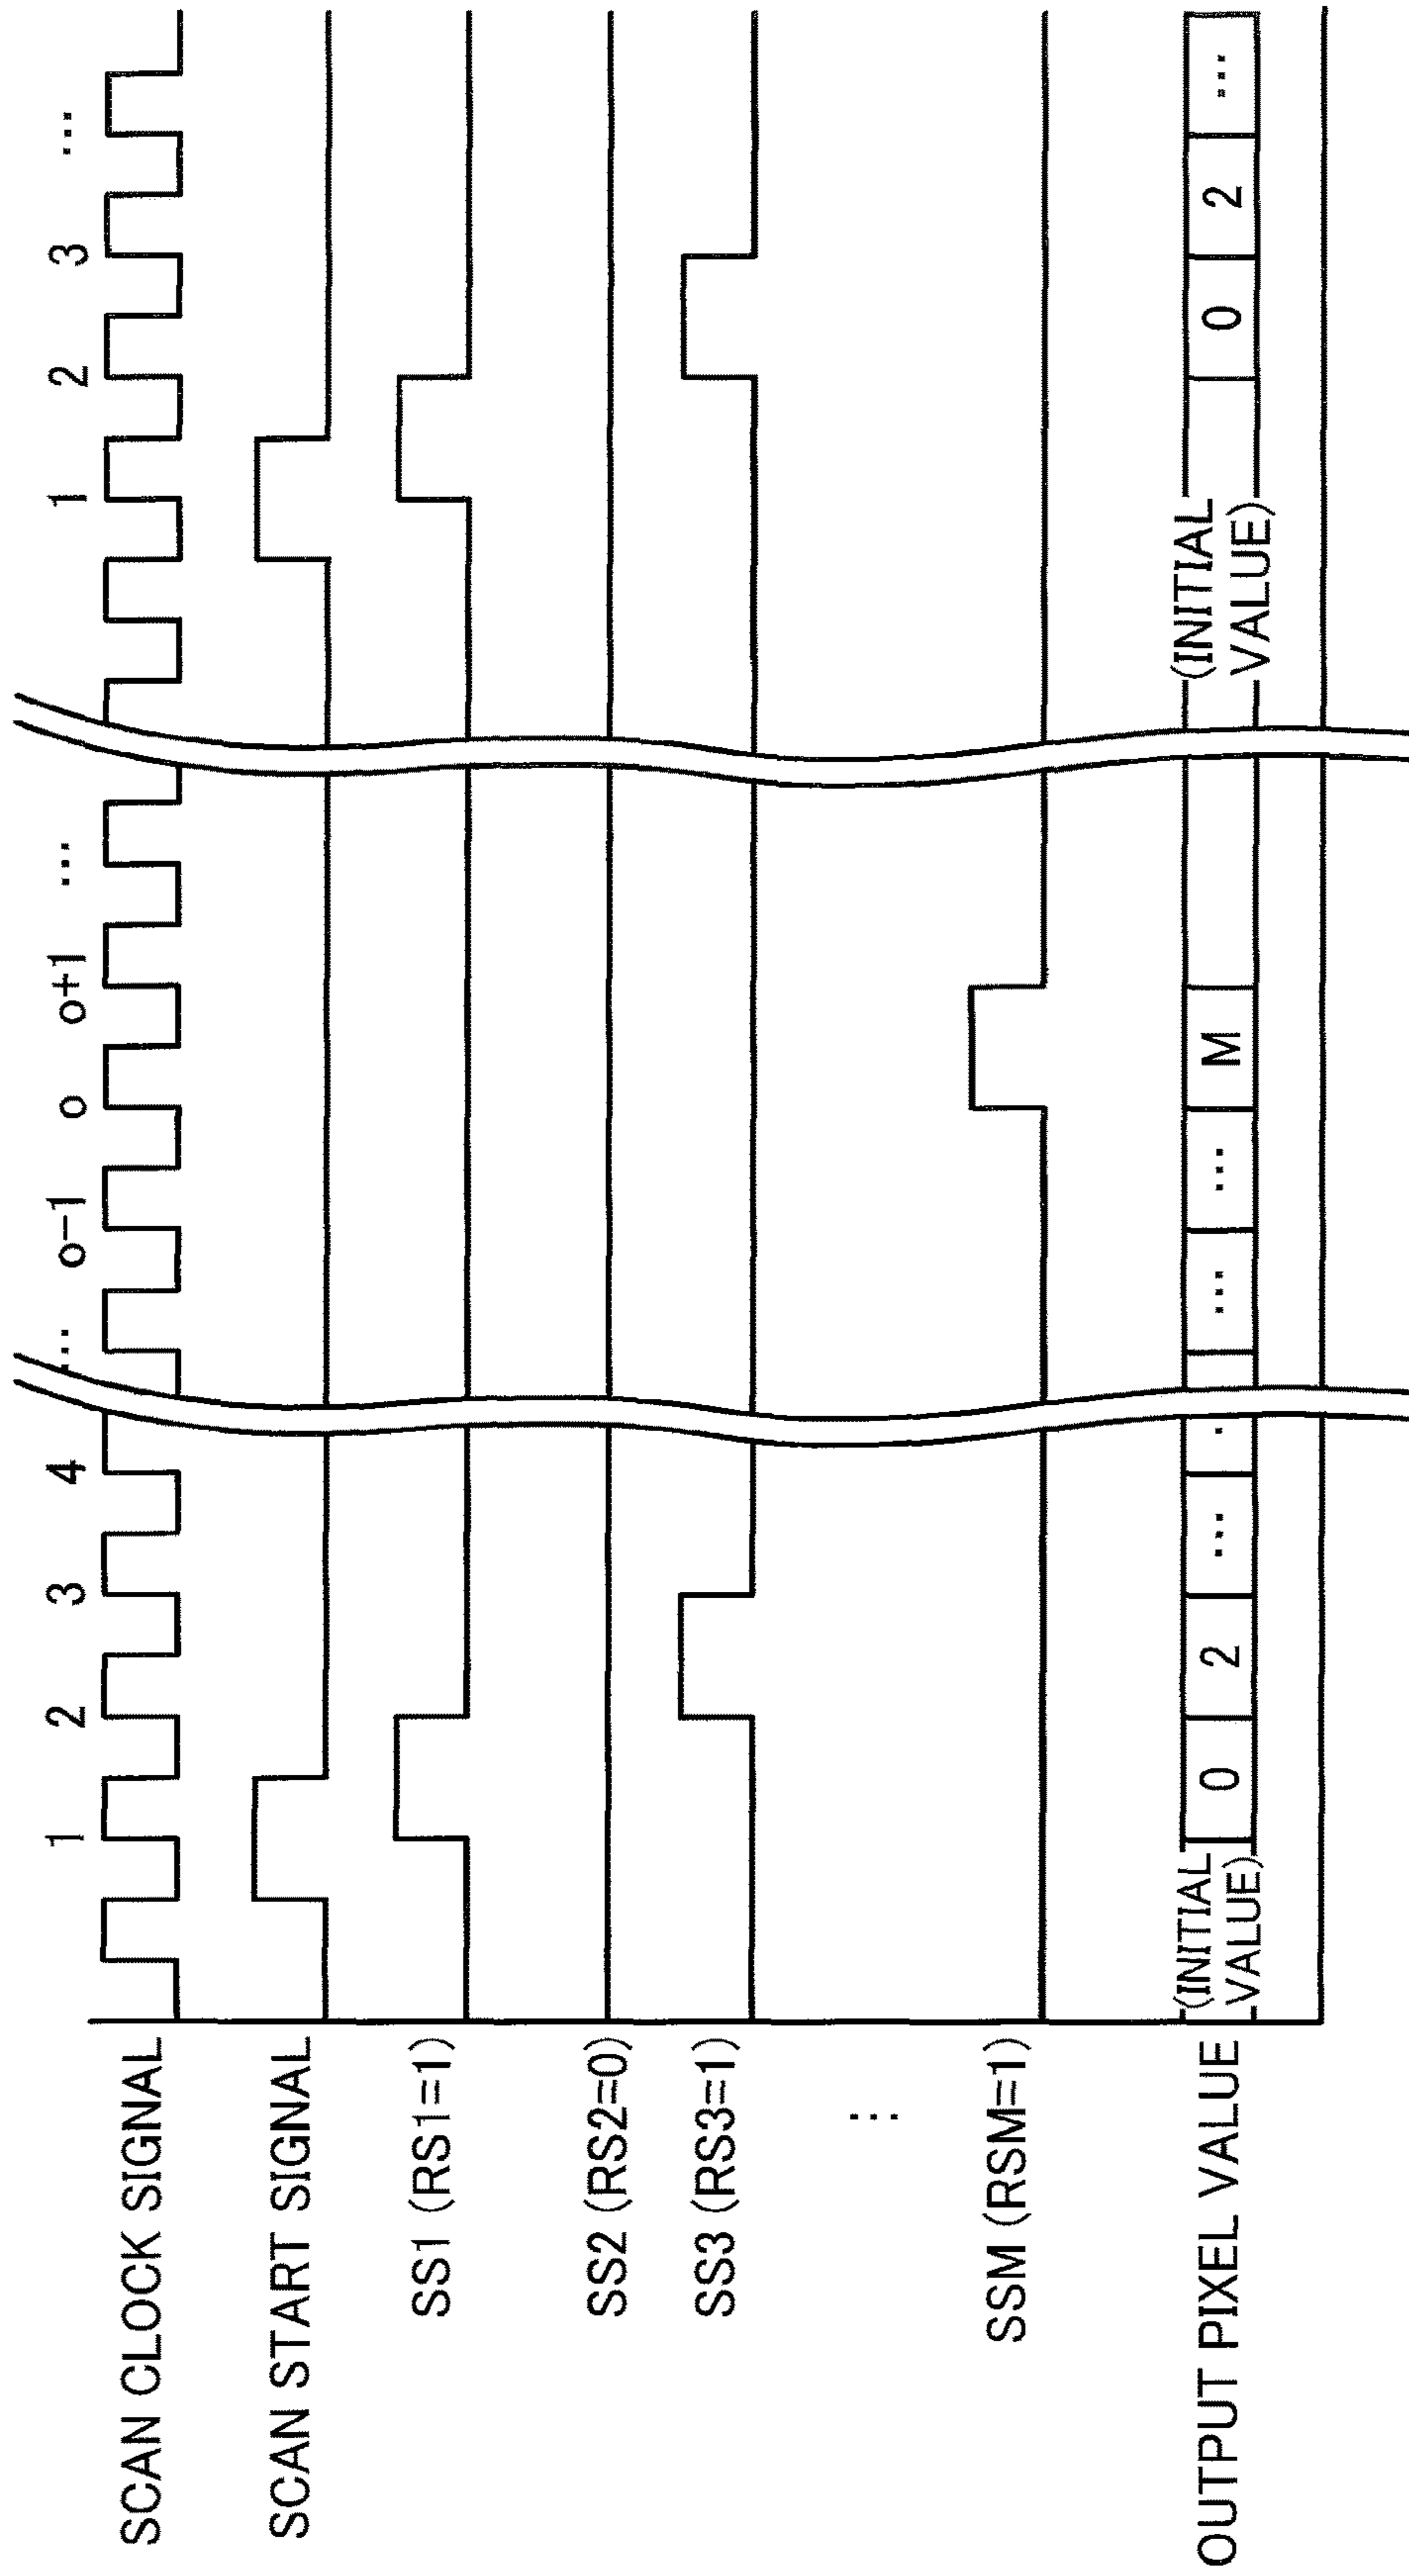 1 2 3 4 ... o-1 o o+1 ... 1 2 3 ...
SCAN CLOCK SIGNAL
SCAN START SIGNAL
SS1 (RS1=1)
SS2 (RS2=0)
SS3 (RS3=1)
...
SSM (RSM=1)
OUTPUT PIXEL VALUE
(INITIAL
VALUE)
0 2 ... . ... ... M
(INITIAL
VALUE)
0 2 ...